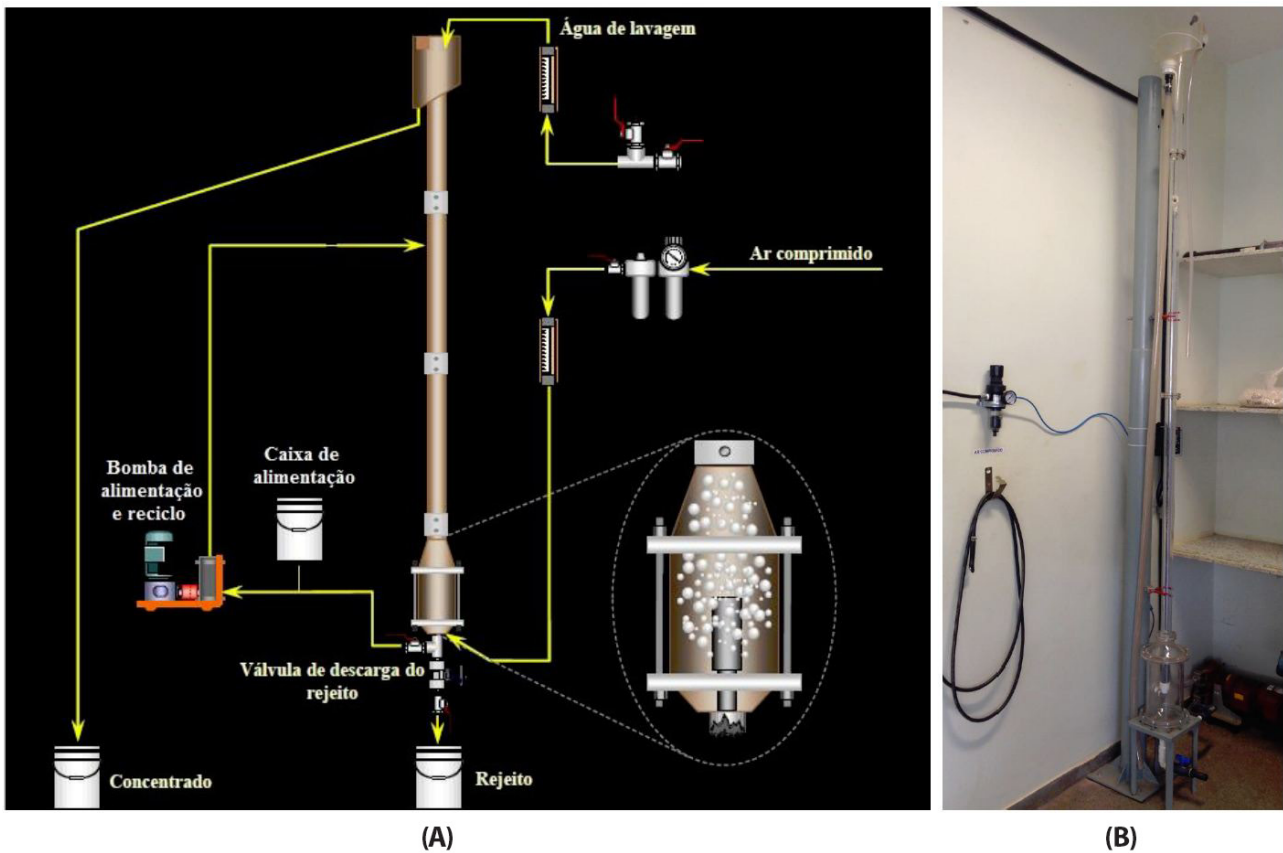 Água de lavagem
Ar comprimido
Caixa de
alimentação
Bomba de
alimentação
e reciclo
Válvula de descarga do
rejeito
Concentrado
Rejeito
(A)
(B)